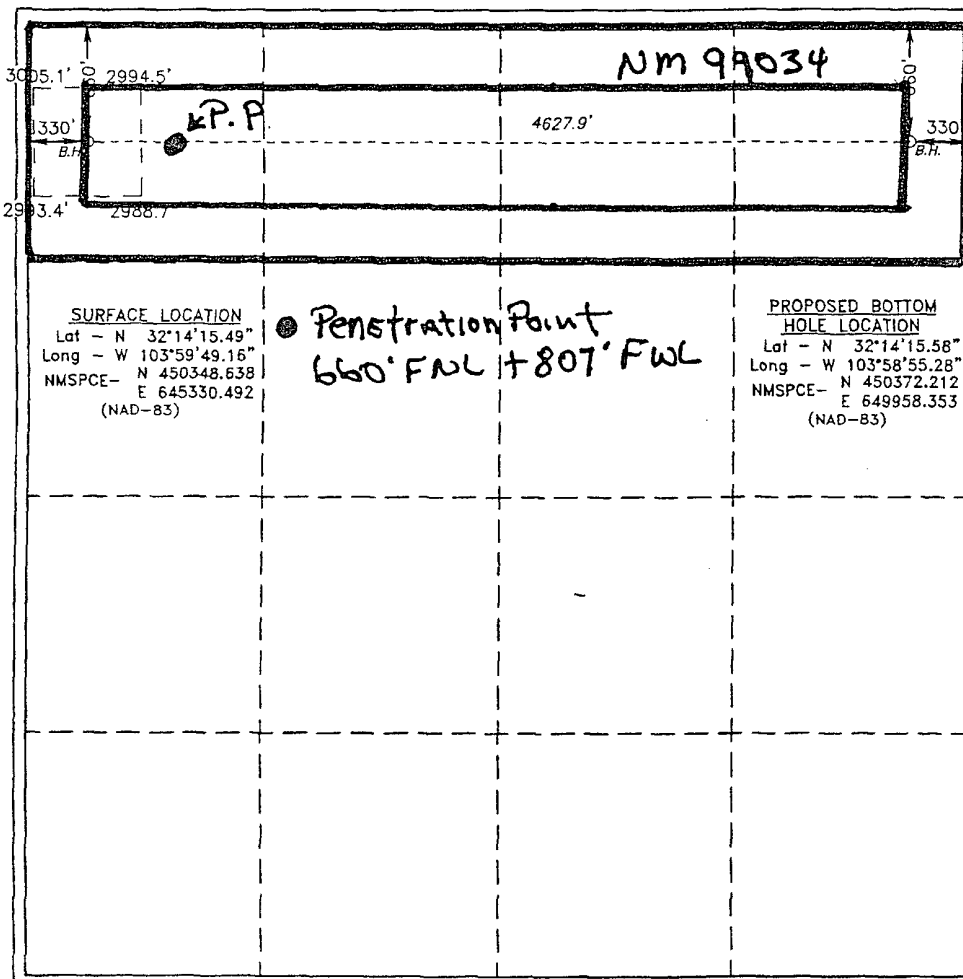 NM 99034
3005.1'
2994.5'
P.P
330'
4627.9'
330
B.H.
B.H.
2988.7
SURFACE LOCATION
Lat - N 32°14'15.49"
Long - W 103°59'49.16"
NMSPCE- N 450348.638
E 645330.492
(NAD-83)
Penetration Point
660' FNL + 807' FWL
PROPOSED BOTTOM
HOLE LOCATION
Lat - N 32°14'15.58"
Long - W 103°58'55.28"
NMSPCE- N 450372.212
E 649958.353
(NAD-83)